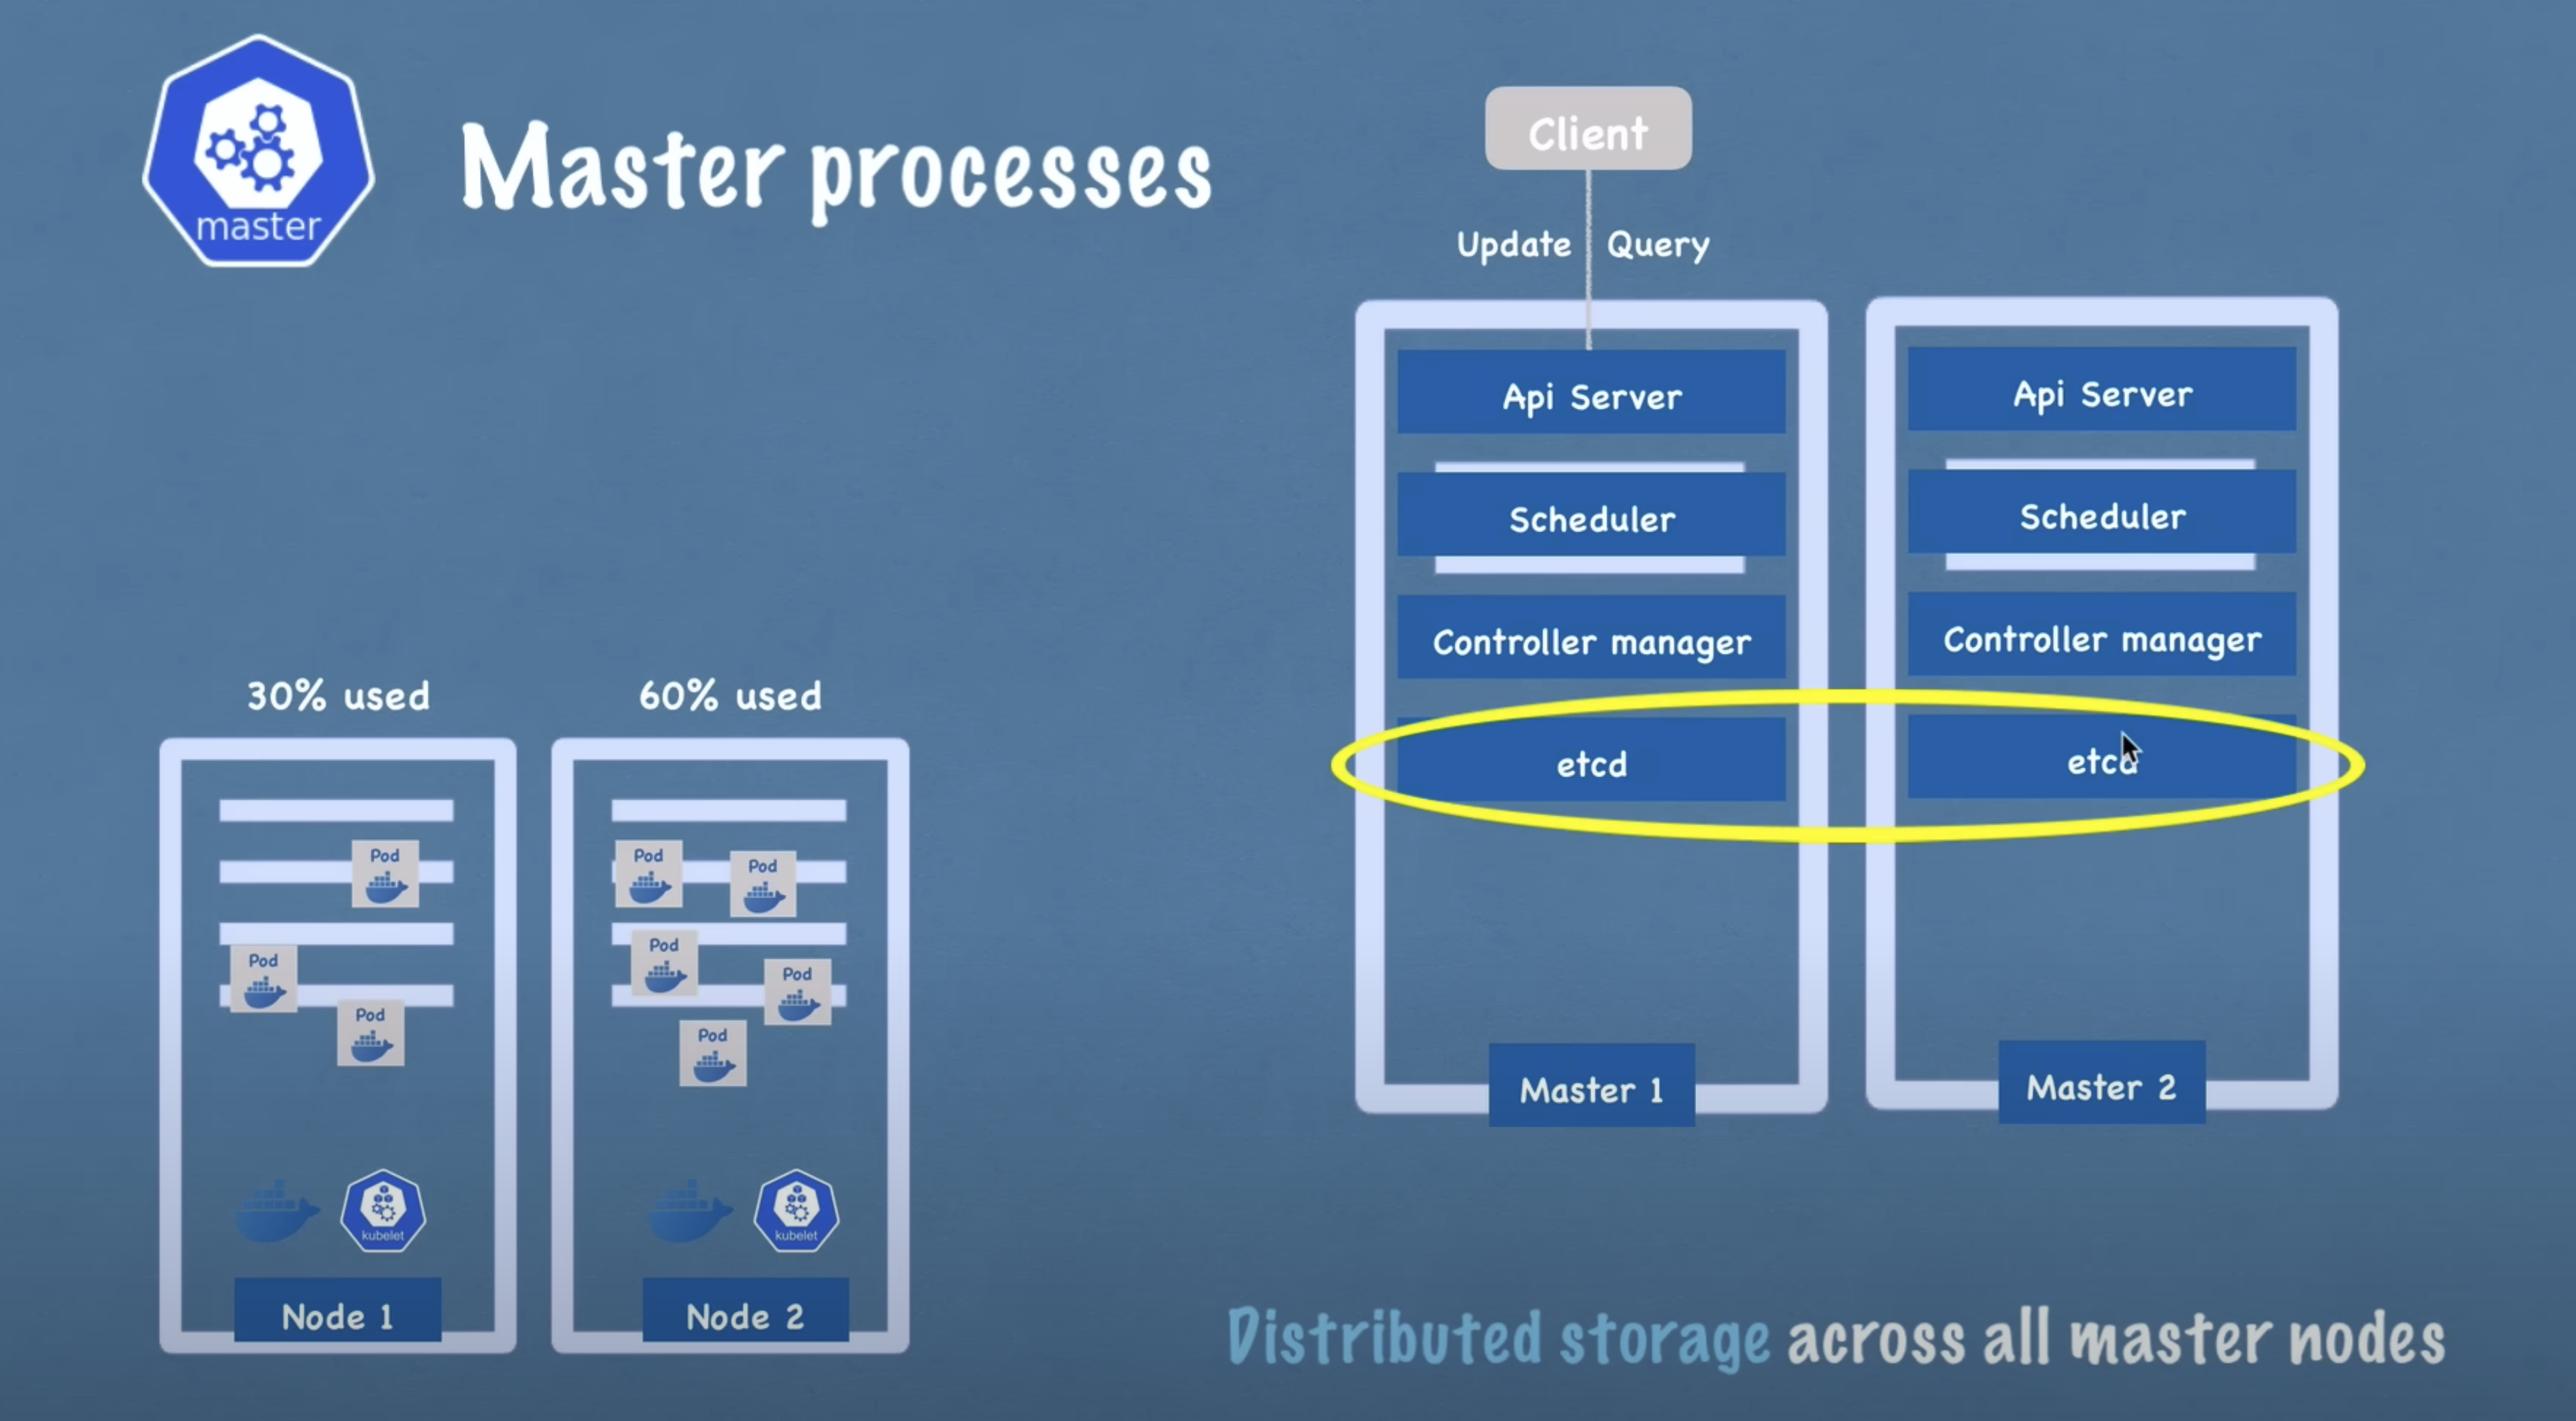 master
Master processes
Client
Update Query
Api Server
Scheduler
Controller manager
etcd
Master 1
Api Server
Scheduler
Controller manager
etcd
Master 2
30% used
Pod
Pod
Pod
kubelet
Node 1
60% used
Pod
Pod
Pod
Pod
Pod
kubelet
Node 2
Distributed storage across all master nodes